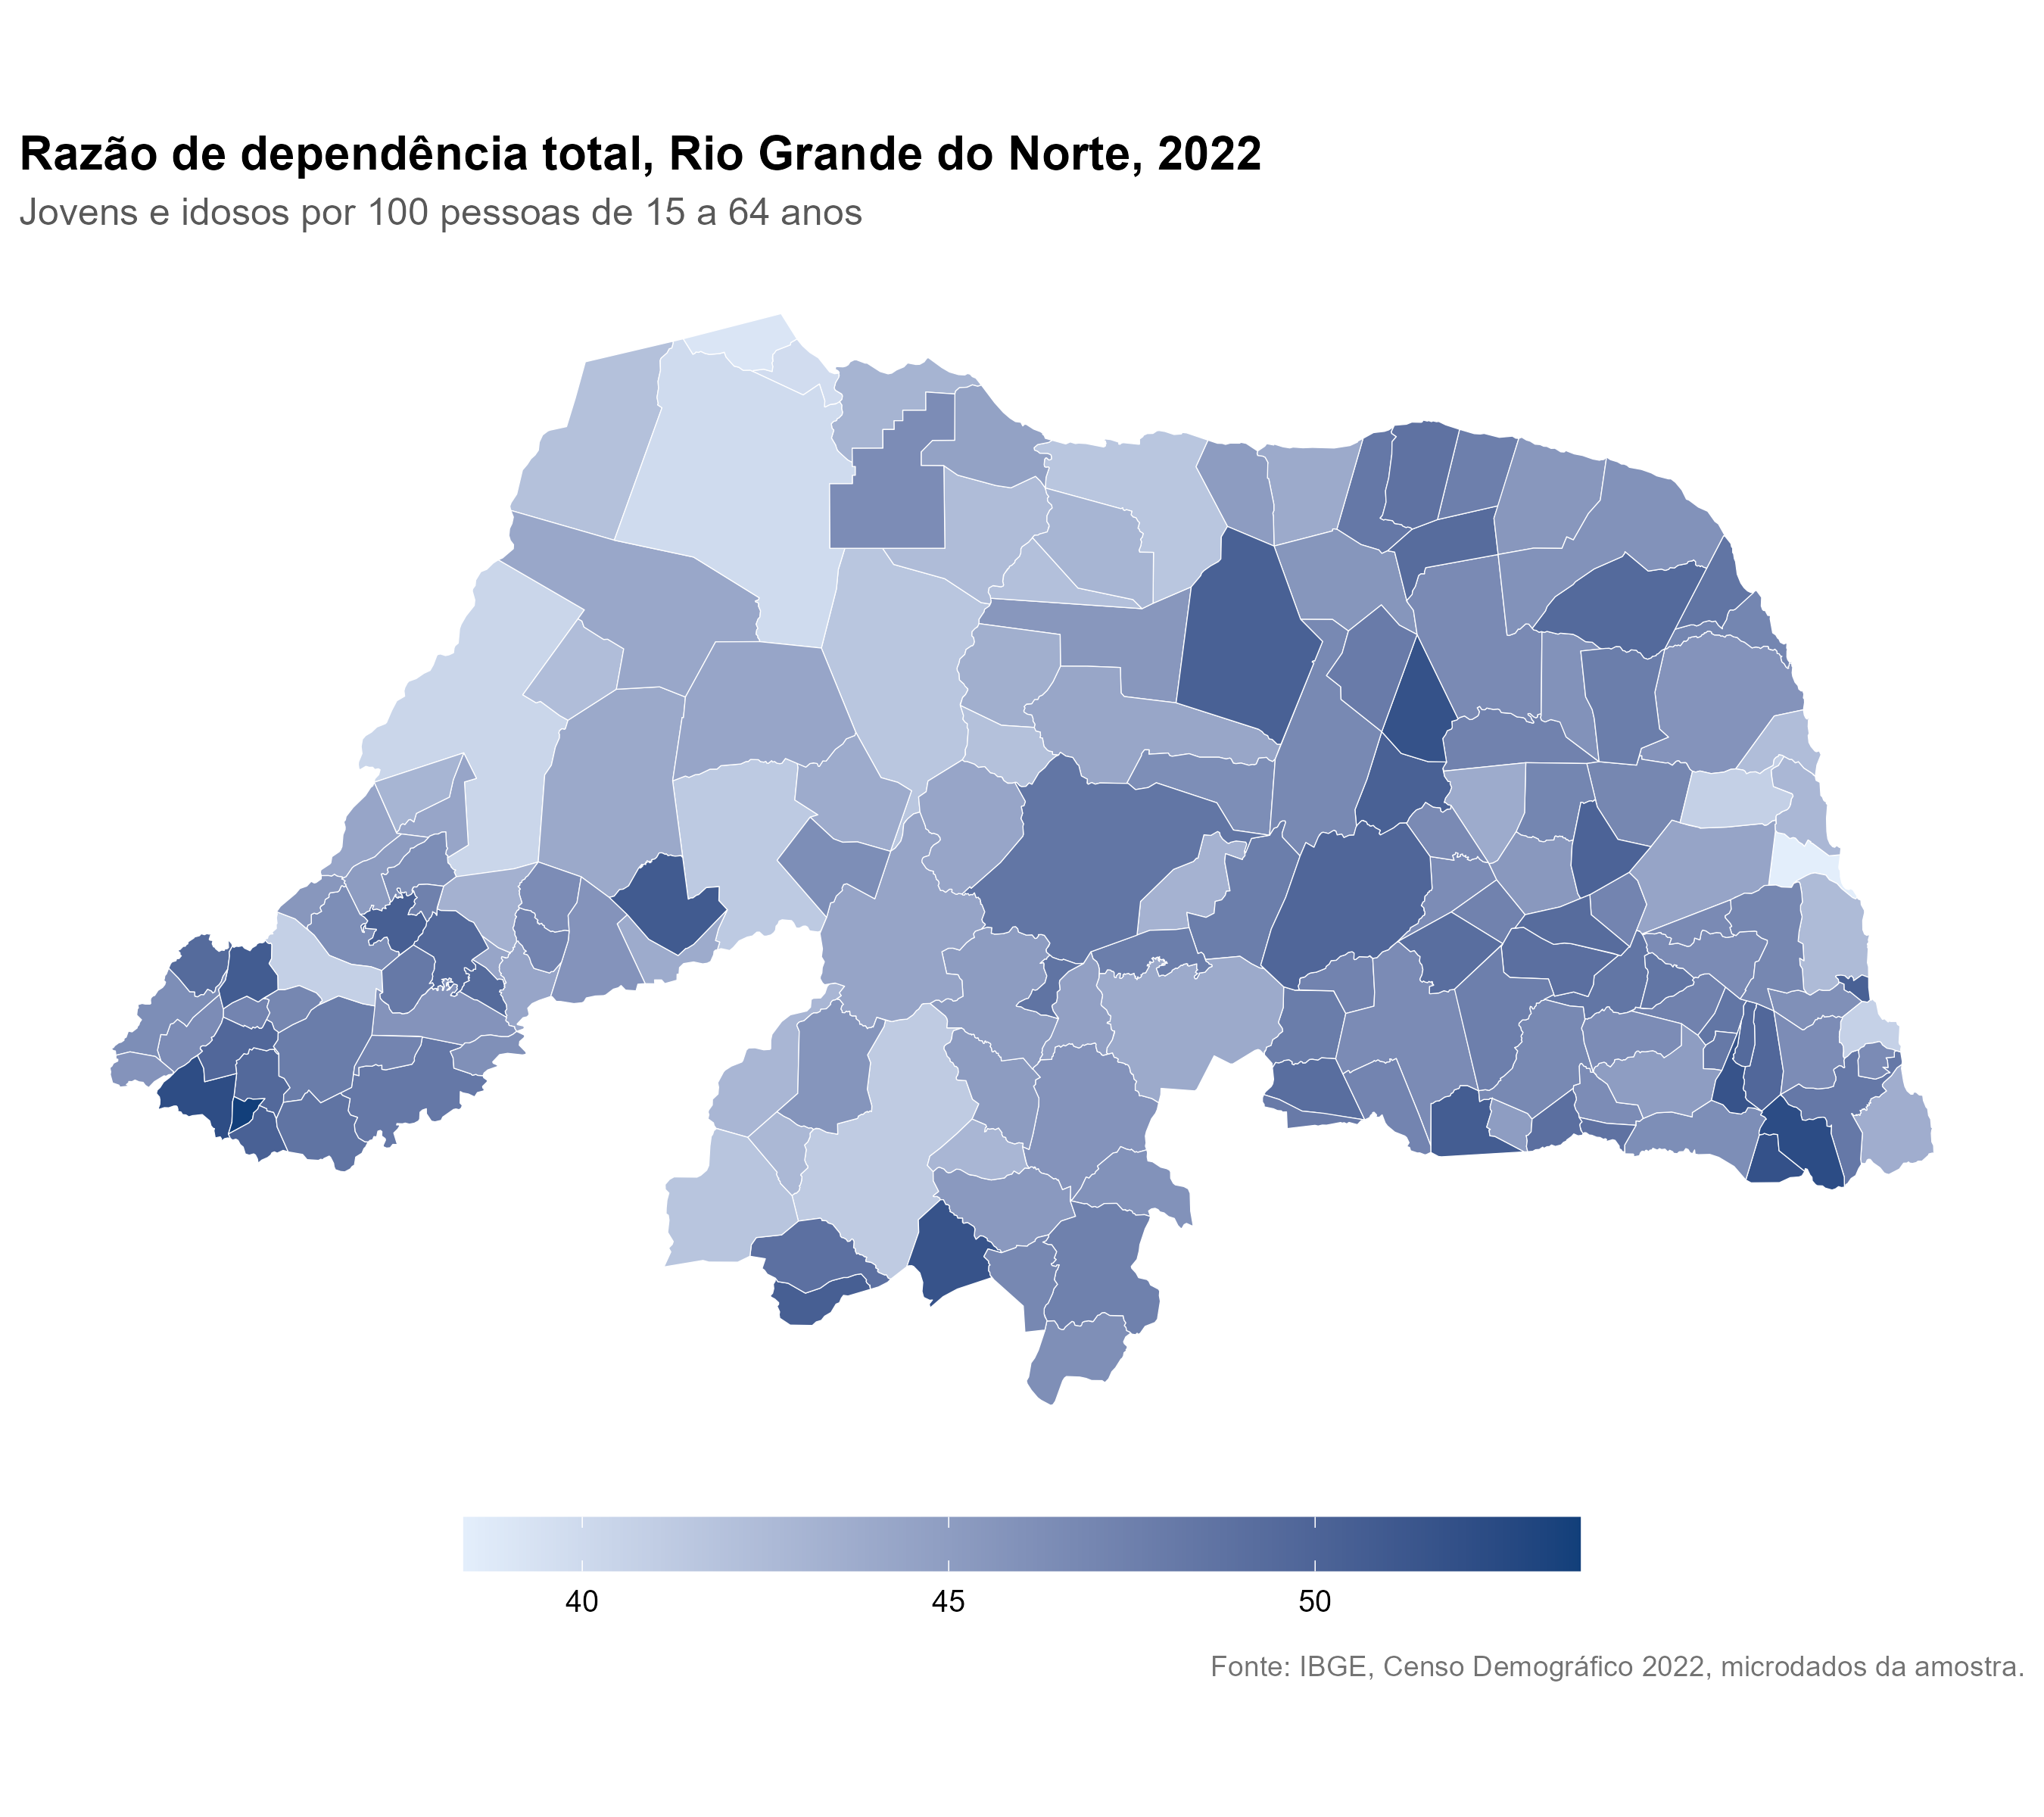 Razão de dependência total, Rio Grande do Norte, 2022
Jovens e idosos por 100 pessoas de 15 a 64 anos
40 45 50
Fonte: IBGE, Censo Demográfico 2022, microdados da amostra.